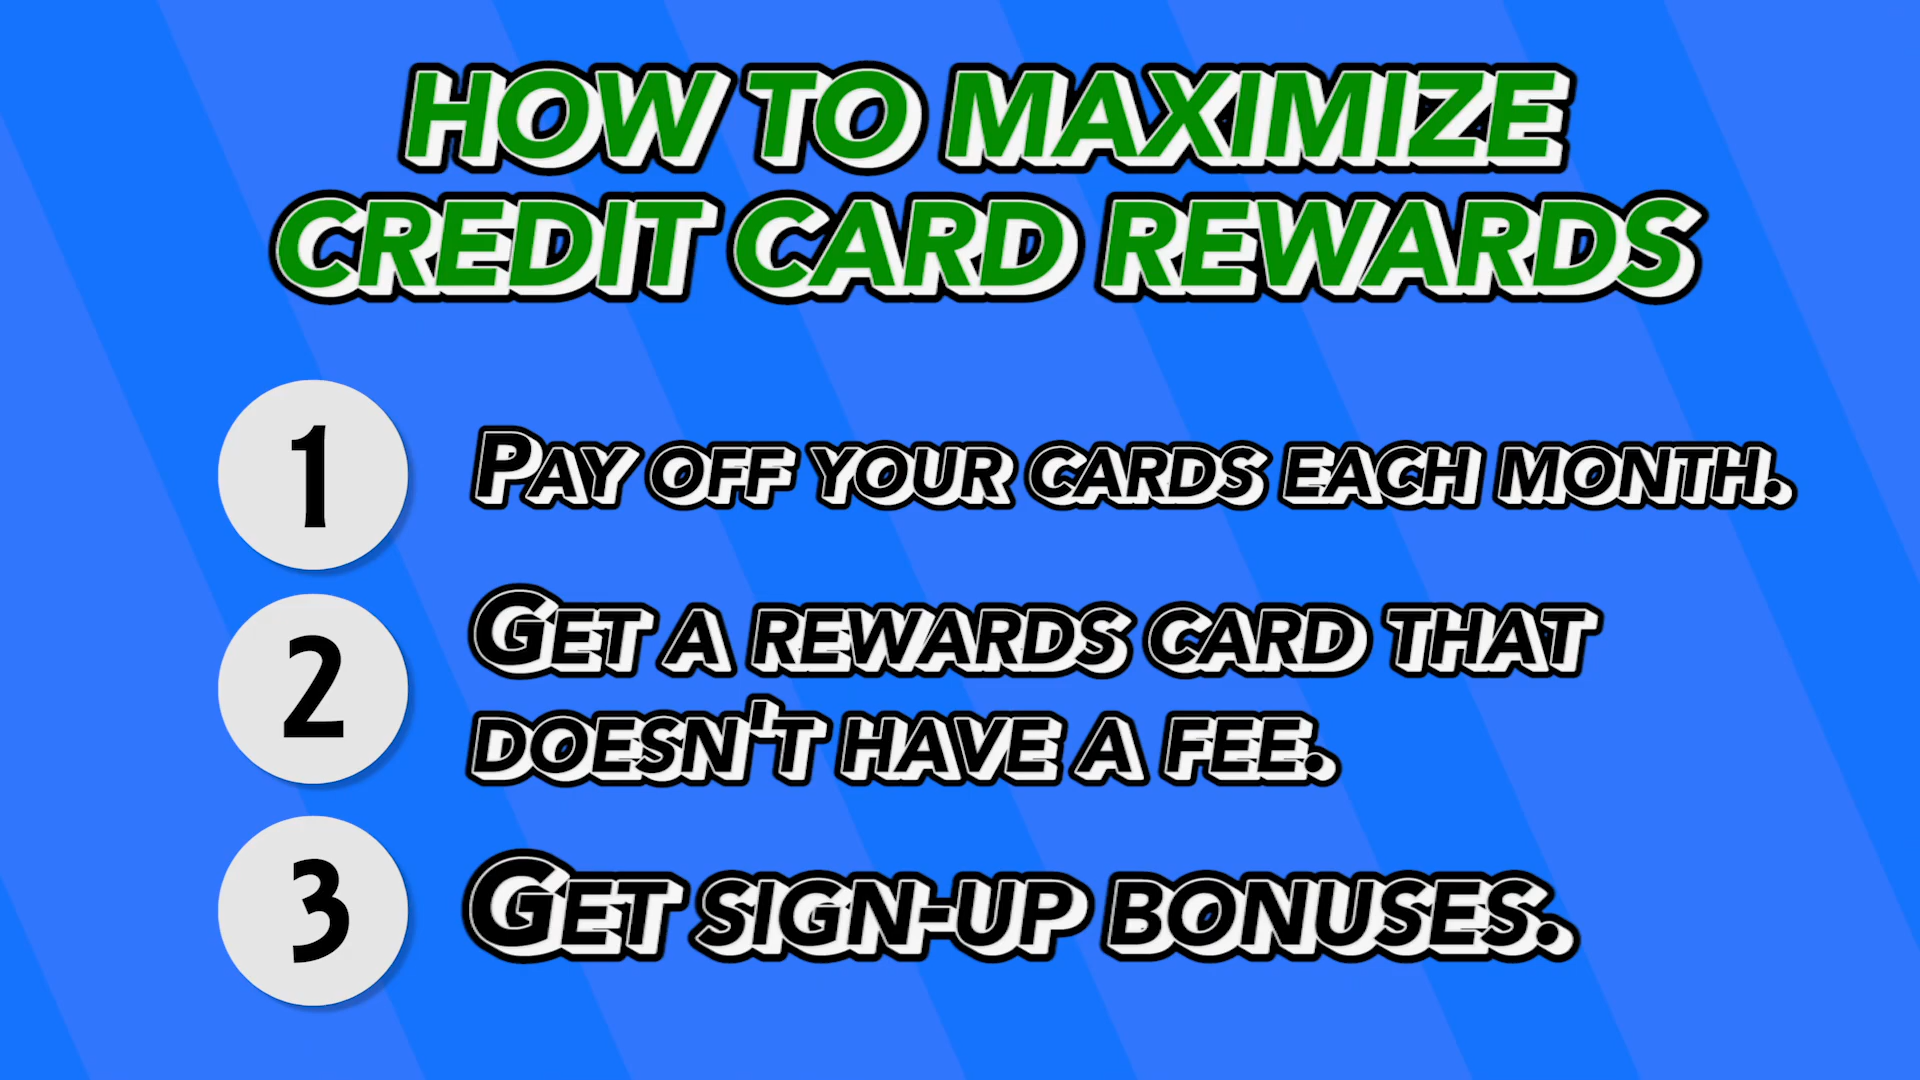 HOW TO MAXIMIZE
CREDIT CARD REWARDS
1
PAY OFF YOUR CARDS EACH MONTH.
2
GET A REWARDS CARD THAT
DOESN'T HAVE A FEE.
3
GET SIGN-UP BONUSES.